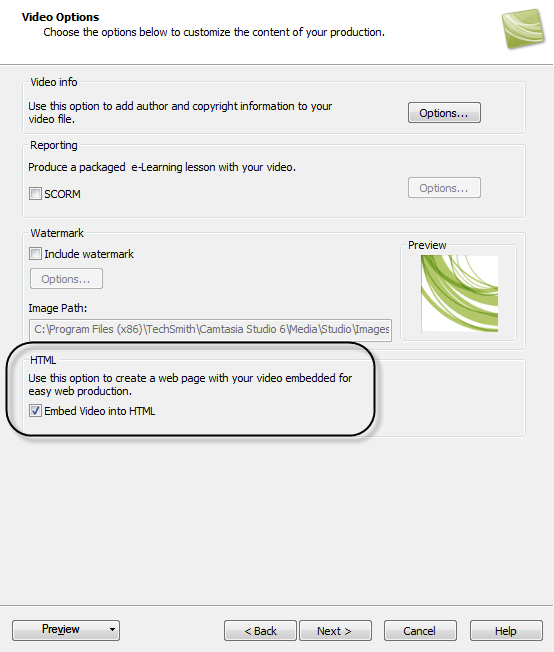 Video Options
Choose the options below to customize the content of your production.
Video info
Use this option to add author and copyright information to your
video file.
Options...
Reporting
Produce a packaged e-Learning lesson with your video.
SCORM
Options...
Watermark
Include watermark
Options...
Preview
Image Path:
C:\Program Files (x86)\TechSmith\Camtasia Studio 6\Media\Studio\Images
HTML
Use this option to create a web page with your video embedded for
easy web production.
Embed Video into HTML
Preview
< Back
Next >
Cancel
Help